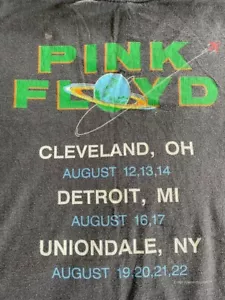 PINK
FLOYD
CLEVELAND, OH
AUGUST 12,13,14
DETROIT, MI
AUGUST 16,17
UNIONDALE, NY
AUGUST 19,20,21,22